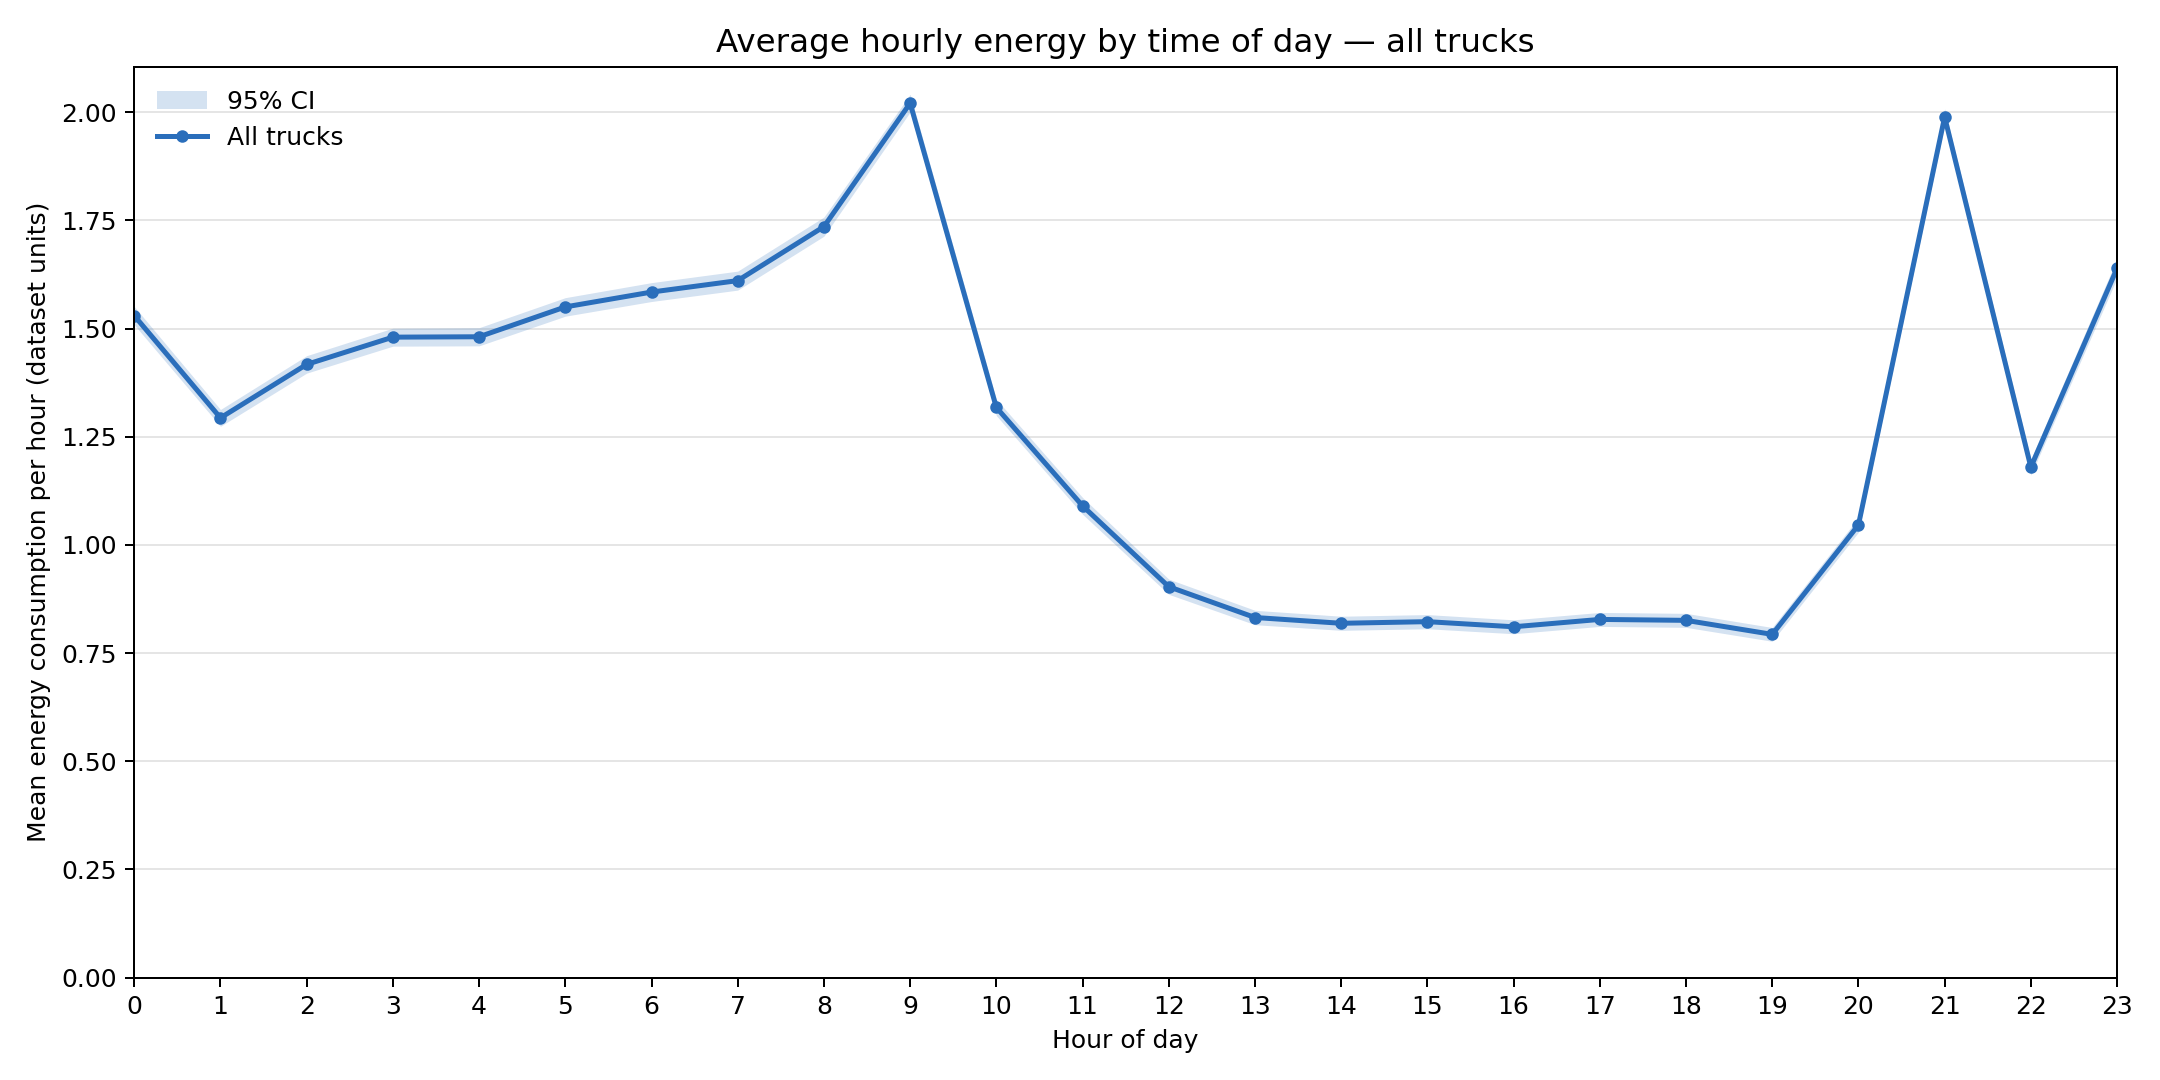 Average hourly energy by time of day — all trucks
95% CI
All trucks
Mean energy consumption per hour (dataset units)
2.00
1.75
1.50
1.25
1.00
0.75
0.50
0.25
0.00
0 1 2 3 4 5 6 7 8 9 10 11 12 13 14 15 16 17 18 19 20 21 22 23
Hour of day